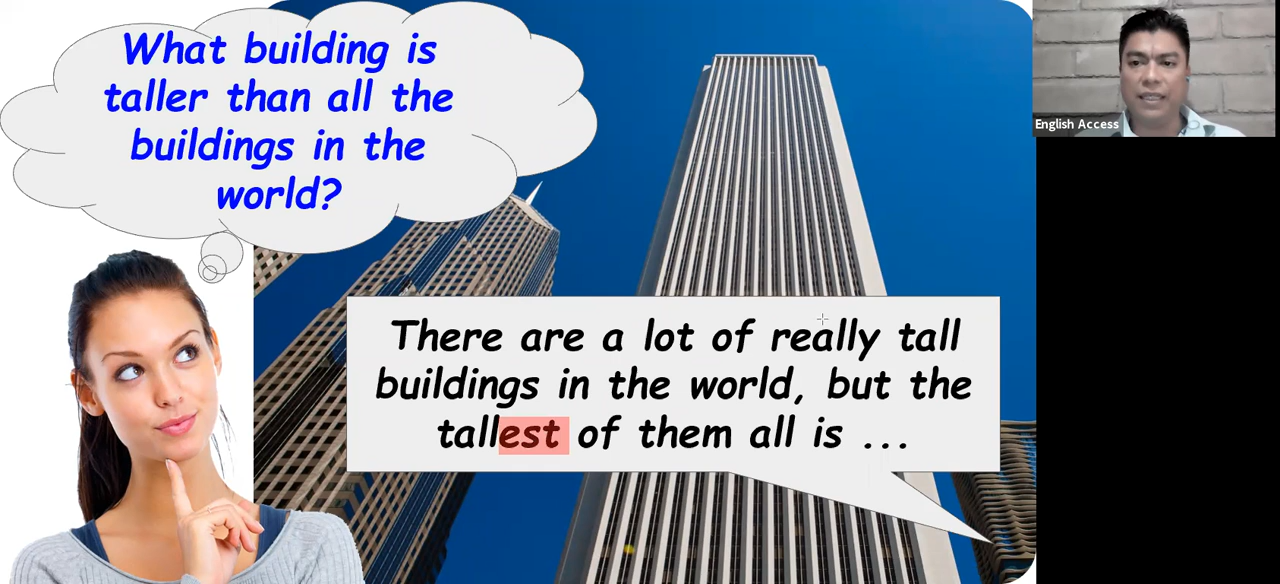 What building is
taller than all the
buildings in the
world?
English Access
There are a lot of really tall
buildings in the world, but the
tallest of them all is ...